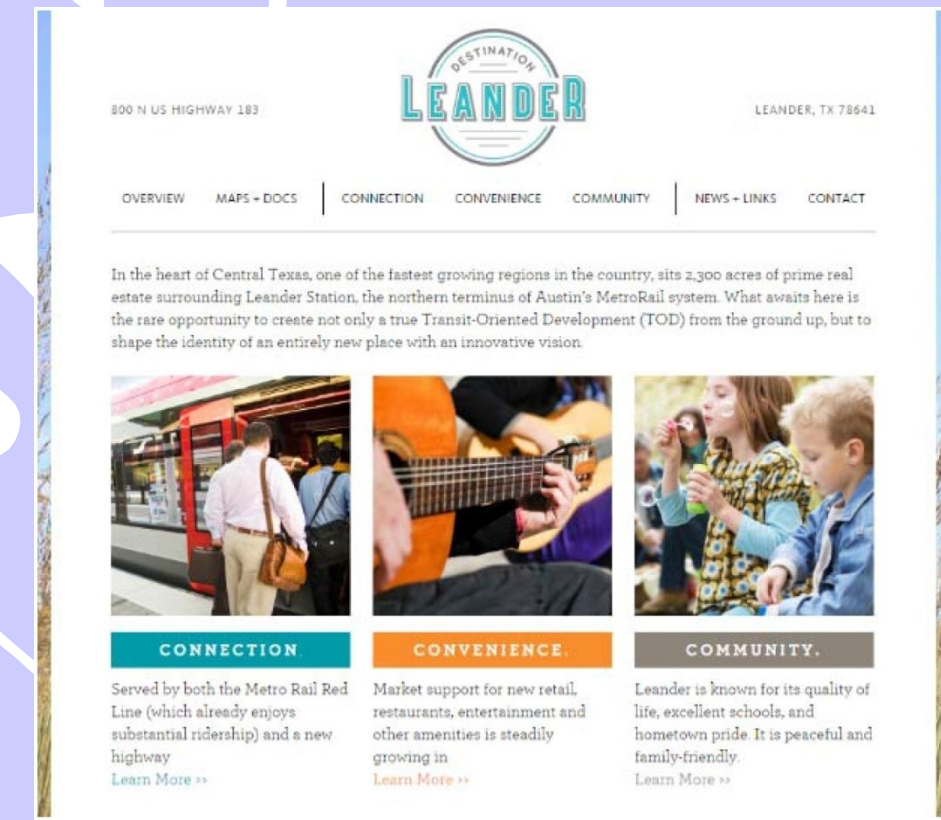 DESTINATION
LEANDER
800 N US HIGHWAY 183
LEANDER, TX 78641
OVERVIEW MAPS + DOCS CONNECTION CONVENIENCE COMMUNITY NEWS + LINKS CONTACT
In the heart of Central Texas, one of the fastest growing regions in the country, sits 2,300 acres of prime real
estate surrounding Leander Station, the northern terminus of Austin's MetroRail system. What awaits here is
the rare opportunity to create not only a true Transit-Oriented Development (TOD) from the ground up, but to
shape the identity of an entirely new place with an innovative vision.
CONNECTION.
Served by both the Metro Rail Red
Line (which already enjoys
substantial ridership) and a new
highway
Learn More >>
CONVENIENCE.
Market support for new retail,
restaurants, entertainment and
other amenities is steadily
growing in
Learn More >>
COMMUNITY.
Leander is known for its quality of
life, excellent schools, and
hometown pride. It is peaceful and
family-friendly.
Learn More >>